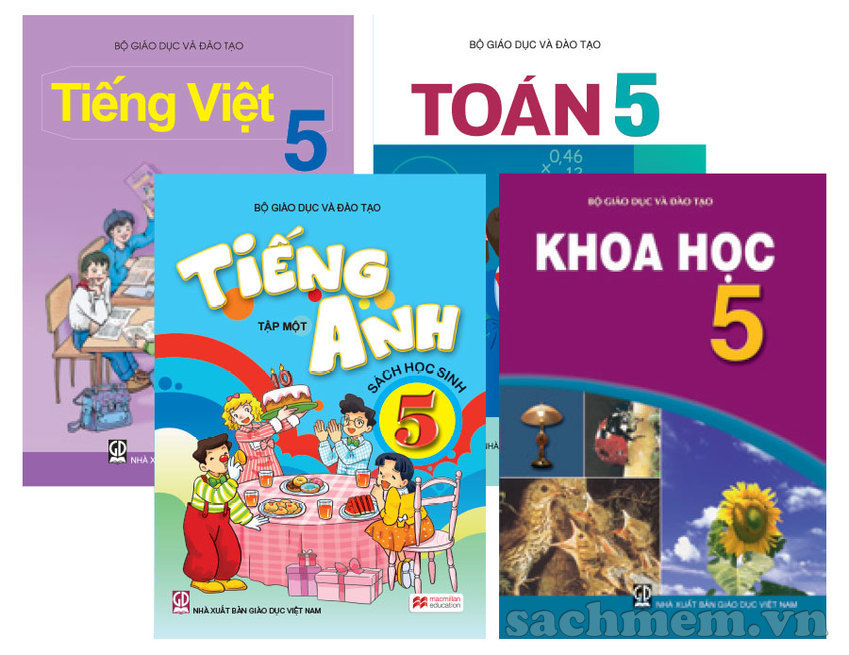 BỘ GIÁO DỤC VÀ ĐÀO TẠO
Tiếng Việt
5
GD
NHÀ
BỘ GIÁO DỤC VÀ ĐÀO TẠO
TOÁN 5
0,46
x
BỘ GIÁO DỤC VÀ ĐÀO TẠO
TIẾNG
ANH
TẬP MỘT
SÁCH HỌC SINH
5
10
GD
NHÀ XUẤT BẢN GIÁO DỤC VIỆT NAM
macmillan
education
BỘ GIÁO DỤC VÀ ĐÀO TẠO
KHOA HỌC
5
GD
NHÀ XUẤT BẢN GIÁO DỤC VIỆT NAM
sachmem.vn